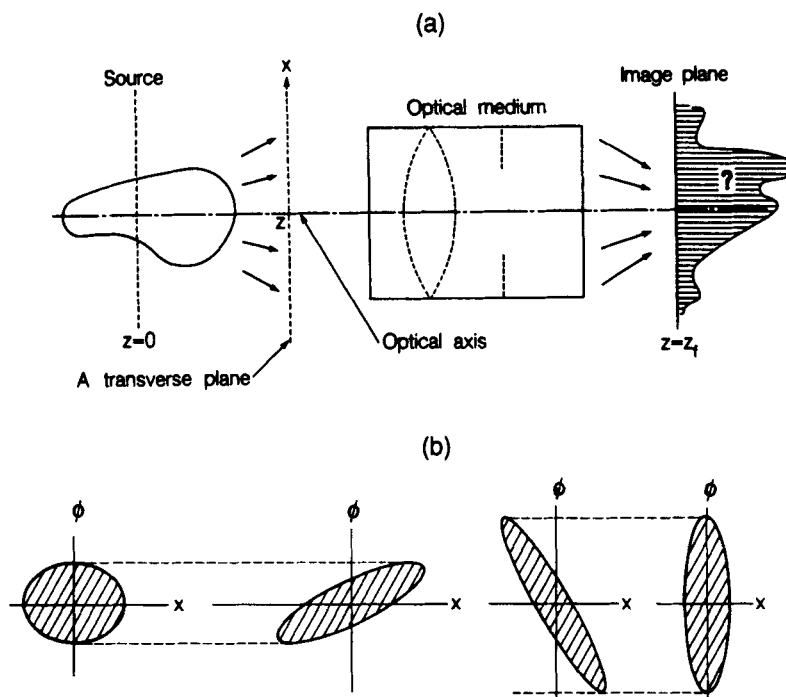 (a)
Source
x
Image plane
Optical medium
?
z
z=0
Optical axis
z=z_f
A transverse plane
(b)
ϕ
ϕ
ϕ
ϕ
x
x
x
x